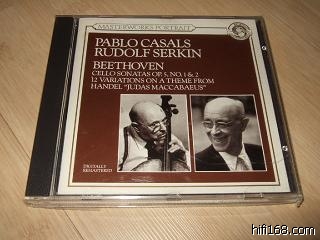 MASTERWORKS PORTRAIT
PABLO CASALS
RUDOLF SERKIN
BEETHOVEN
CELLO SONATAS OP. 5, NO. 1 & 2
12 VARIATIONS ON A THEME FROM
HANDEL "JUDAS MACCABAEUS"
DIGITALLY
REMASTERED
hifi168.com